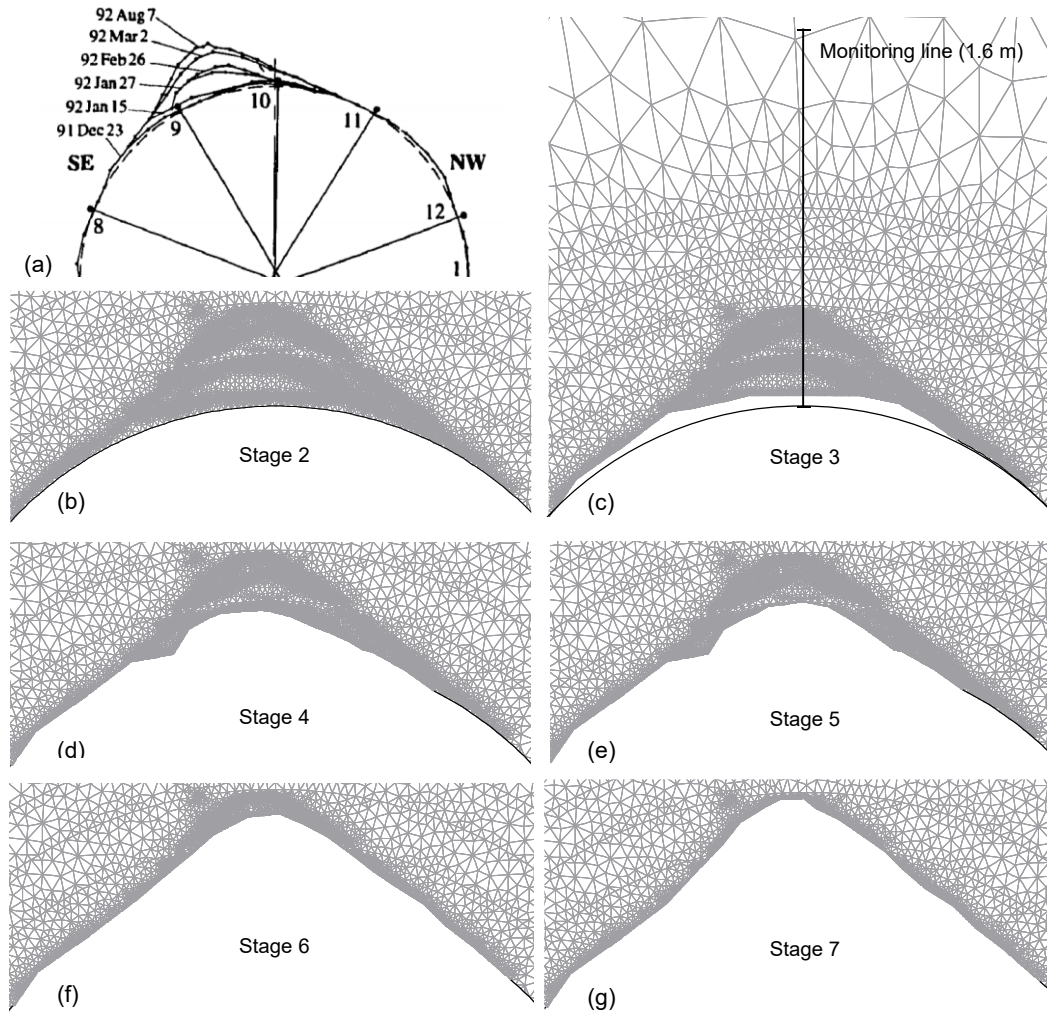 92 Aug 7
92 Mar 2
92 Feb 26
92 Jan 27
92 Jan 15
91 Dec 23
SE
NW
8
9
10
11
12
1
(a)
Monitoring line (1.6 m)
Stage 2
(b)
Stage 3
(c)
Stage 4
(d)
Stage 5
(e)
Stage 6
(f)
Stage 7
(g)